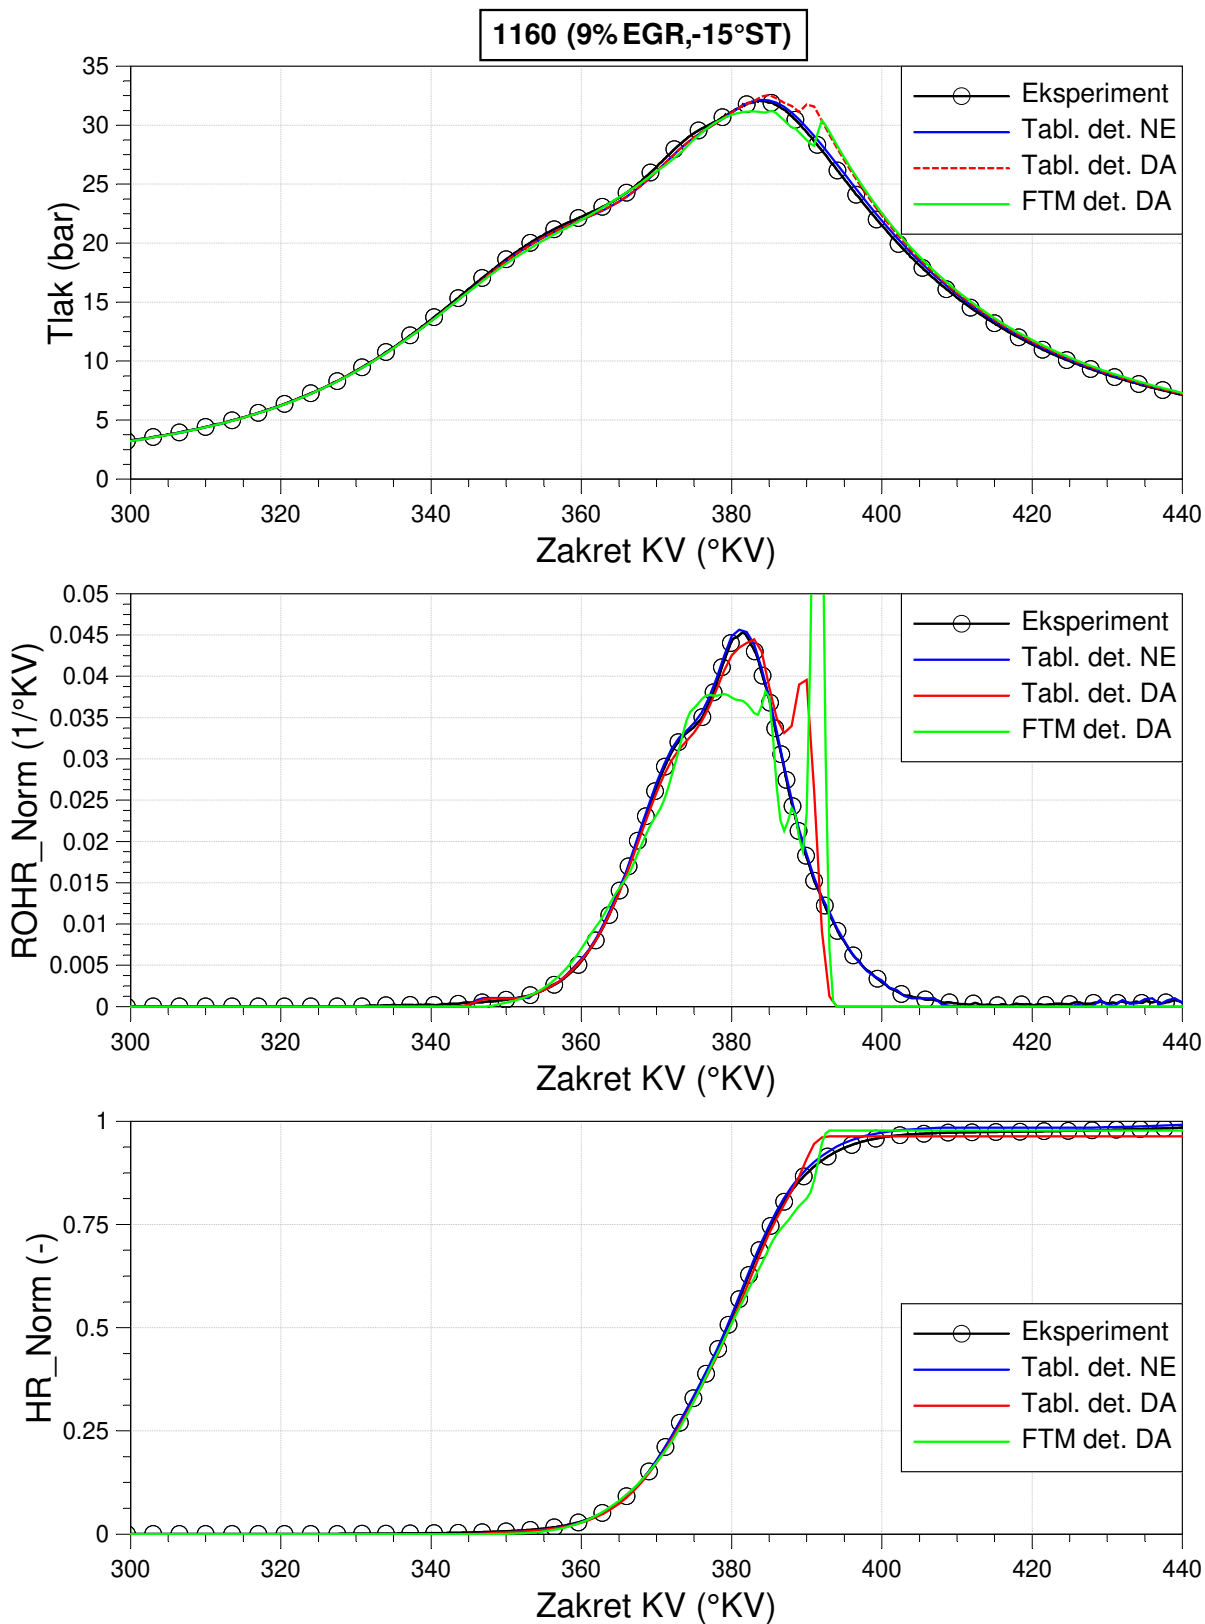 1160 (9% EGR,-15°ST)
35
30
25
20
15
10
5
0
Tlak (bar)
Eksperiment
Tabl. det. NE
Tabl. det. DA
FTM det. DA
300 320 340 360 380 400 420 440
Zakret KV (°KV)
0.05
0.045
0.04
0.035
0.03
0.025
0.02
0.015
0.01
0.005
0
ROHR_Norm (1/°KV)
Eksperiment
Tabl. det. NE
Tabl. det. DA
FTM det. DA
300 320 340 360 380 400 420 440
Zakret KV (°KV)
1
0.75
0.5
0.25
0
HR_Norm (-)
Eksperiment
Tabl. det. NE
Tabl. det. DA
FTM det. DA
300 320 340 360 380 400 420 440
Zakret KV (°KV)